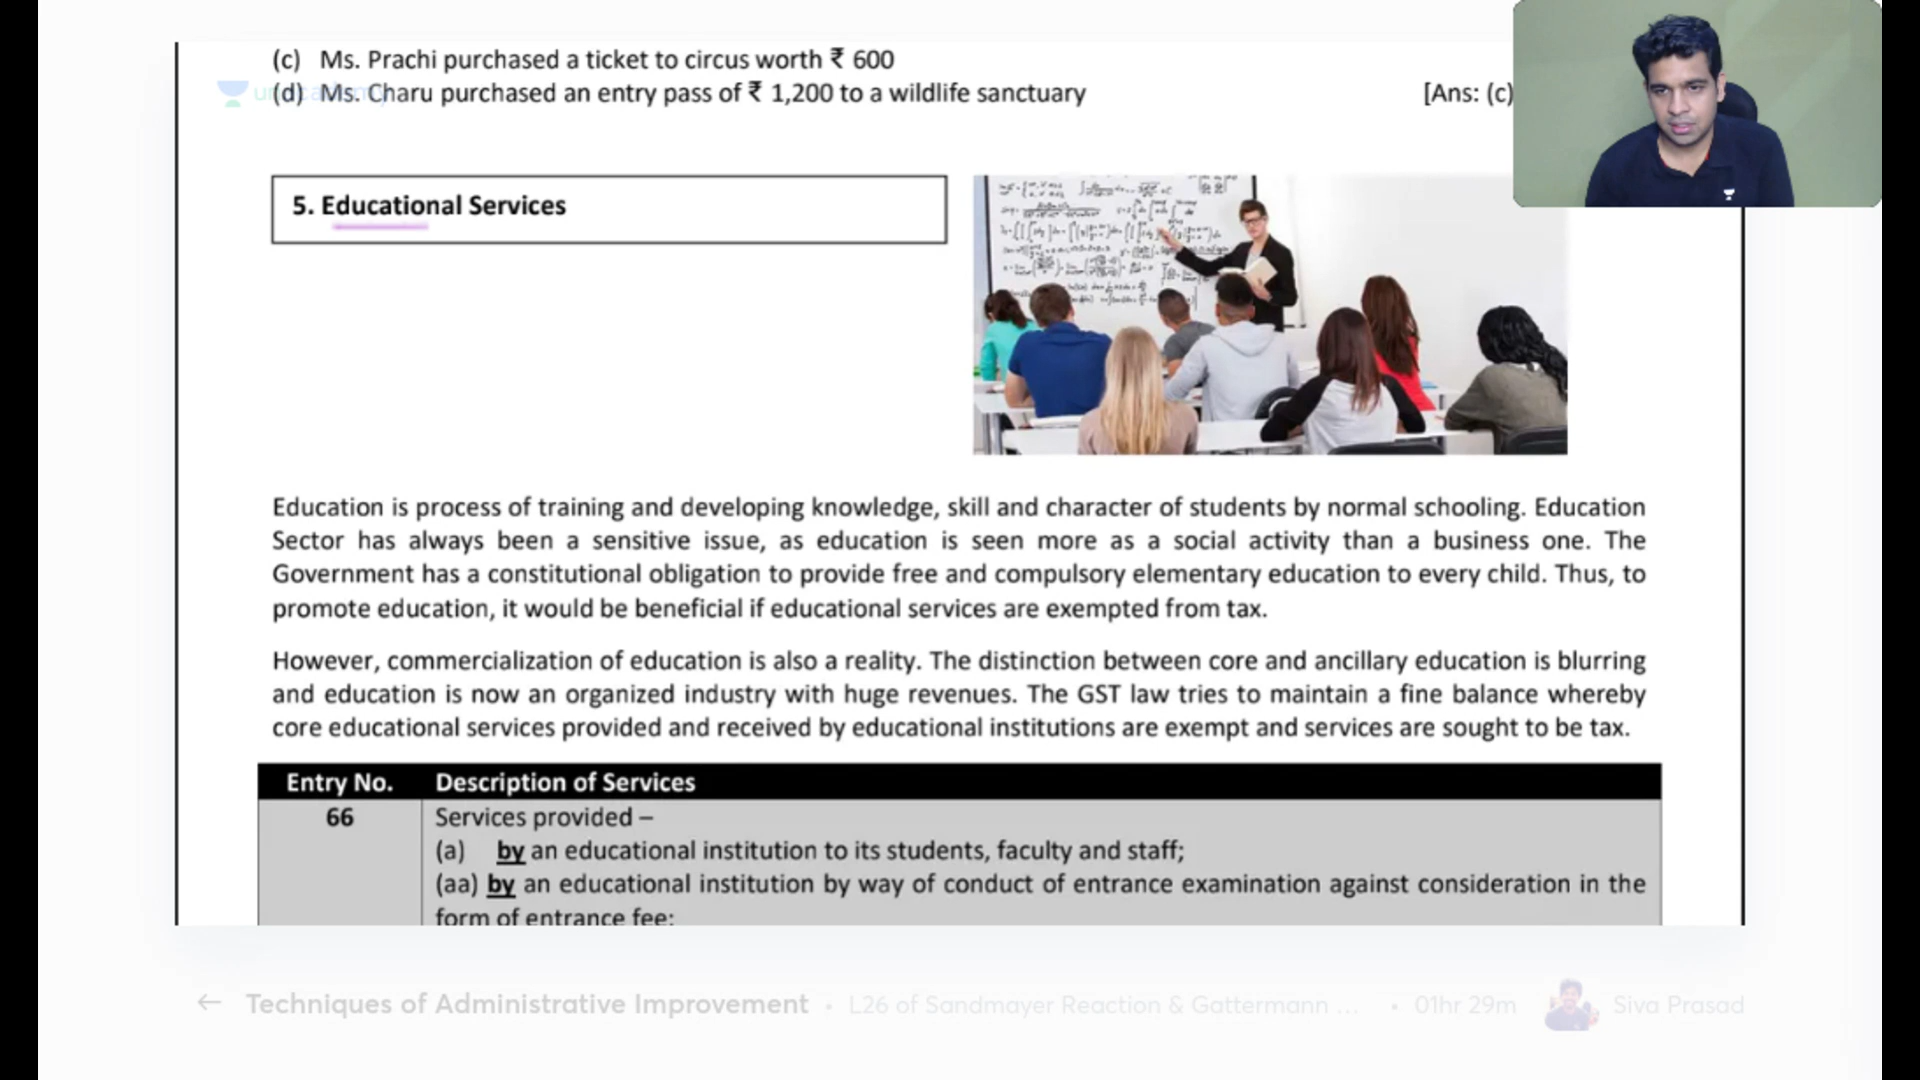 (c) Ms. Prachi purchased a ticket to circus worth ₹ 600
(d) Ms. Charu purchased an entry pass of ₹ 1,200 to a wildlife sanctuary [Ans: (c)
5. Educational Services
Education is process of training and developing knowledge, skill and character of students by normal schooling. Education
Sector has always been a sensitive issue, as education is seen more as a social activity than a business one. The
Government has a constitutional obligation to provide free and compulsory elementary education to every child. Thus, to
promote education, it would be beneficial if educational services are exempted from tax.
However, commercialization of education is also a reality. The distinction between core and ancillary education is blurring
and education is now an organized industry with huge revenues. The GST law tries to maintain a fine balance whereby
core educational services provided and received by educational institutions are exempt and services are sought to be tax.
Entry No. Description of Services
66 Services provided –
(a) by an educational institution to its students, faculty and staff;
(aa) by an educational institution by way of conduct of entrance examination against consideration in the
form of entrance fee;
← Techniques of Administrative Improvement • L26 of Sandmayer Reaction & Gattermann ... • 01hr 29m Siva Prasad